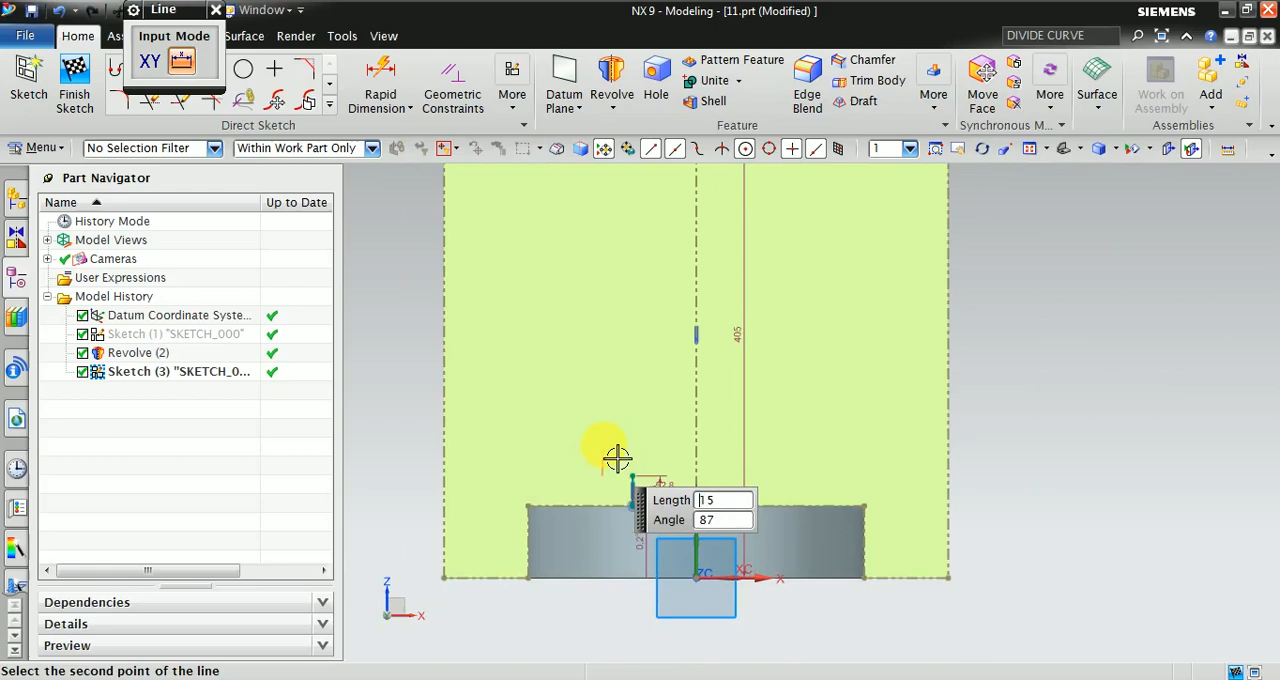 Line
Window
NX 9 - Modeling - [11.prt (Modified) ]
SIEMENS
File
Home
Surface
Render
Tools
View
DIVIDE CURVE
Input Mode
XY
Sketch
Finish Sketch
Rapid Dimension
Geometric Constraints
More
Datum Plane
Revolve
Hole
Pattern Feature
Unite
Shell
Edge Blend
Chamfer
Trim Body
Draft
More
Move Face
More
Surface
Work on Assembly
Add
Direct Sketch
Feature
Synchronous M...
Assemblies
Menu
No Selection Filter
Within Work Part Only
1
Part Navigator
Name
Up to Date
History Mode
Model Views
Cameras
User Expressions
Model History
Datum Coordinate Syste...
Sketch (1) "SKETCH_000"
Revolve (2)
Sketch (3) "SKETCH_0...
Dependencies
Details
Preview
405
Length 15
Angle 87
ZC
XC
X
Z
X
Select the second point of the line